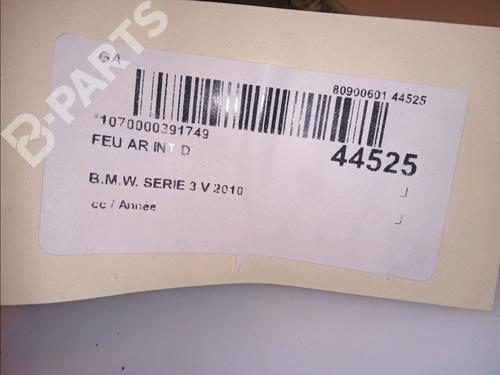 B-PARTS
GA
80900601 44525
*1070000391749
FEU AR INT D
44525
B.M.W. SERIE 3 V 2010
cc / Année